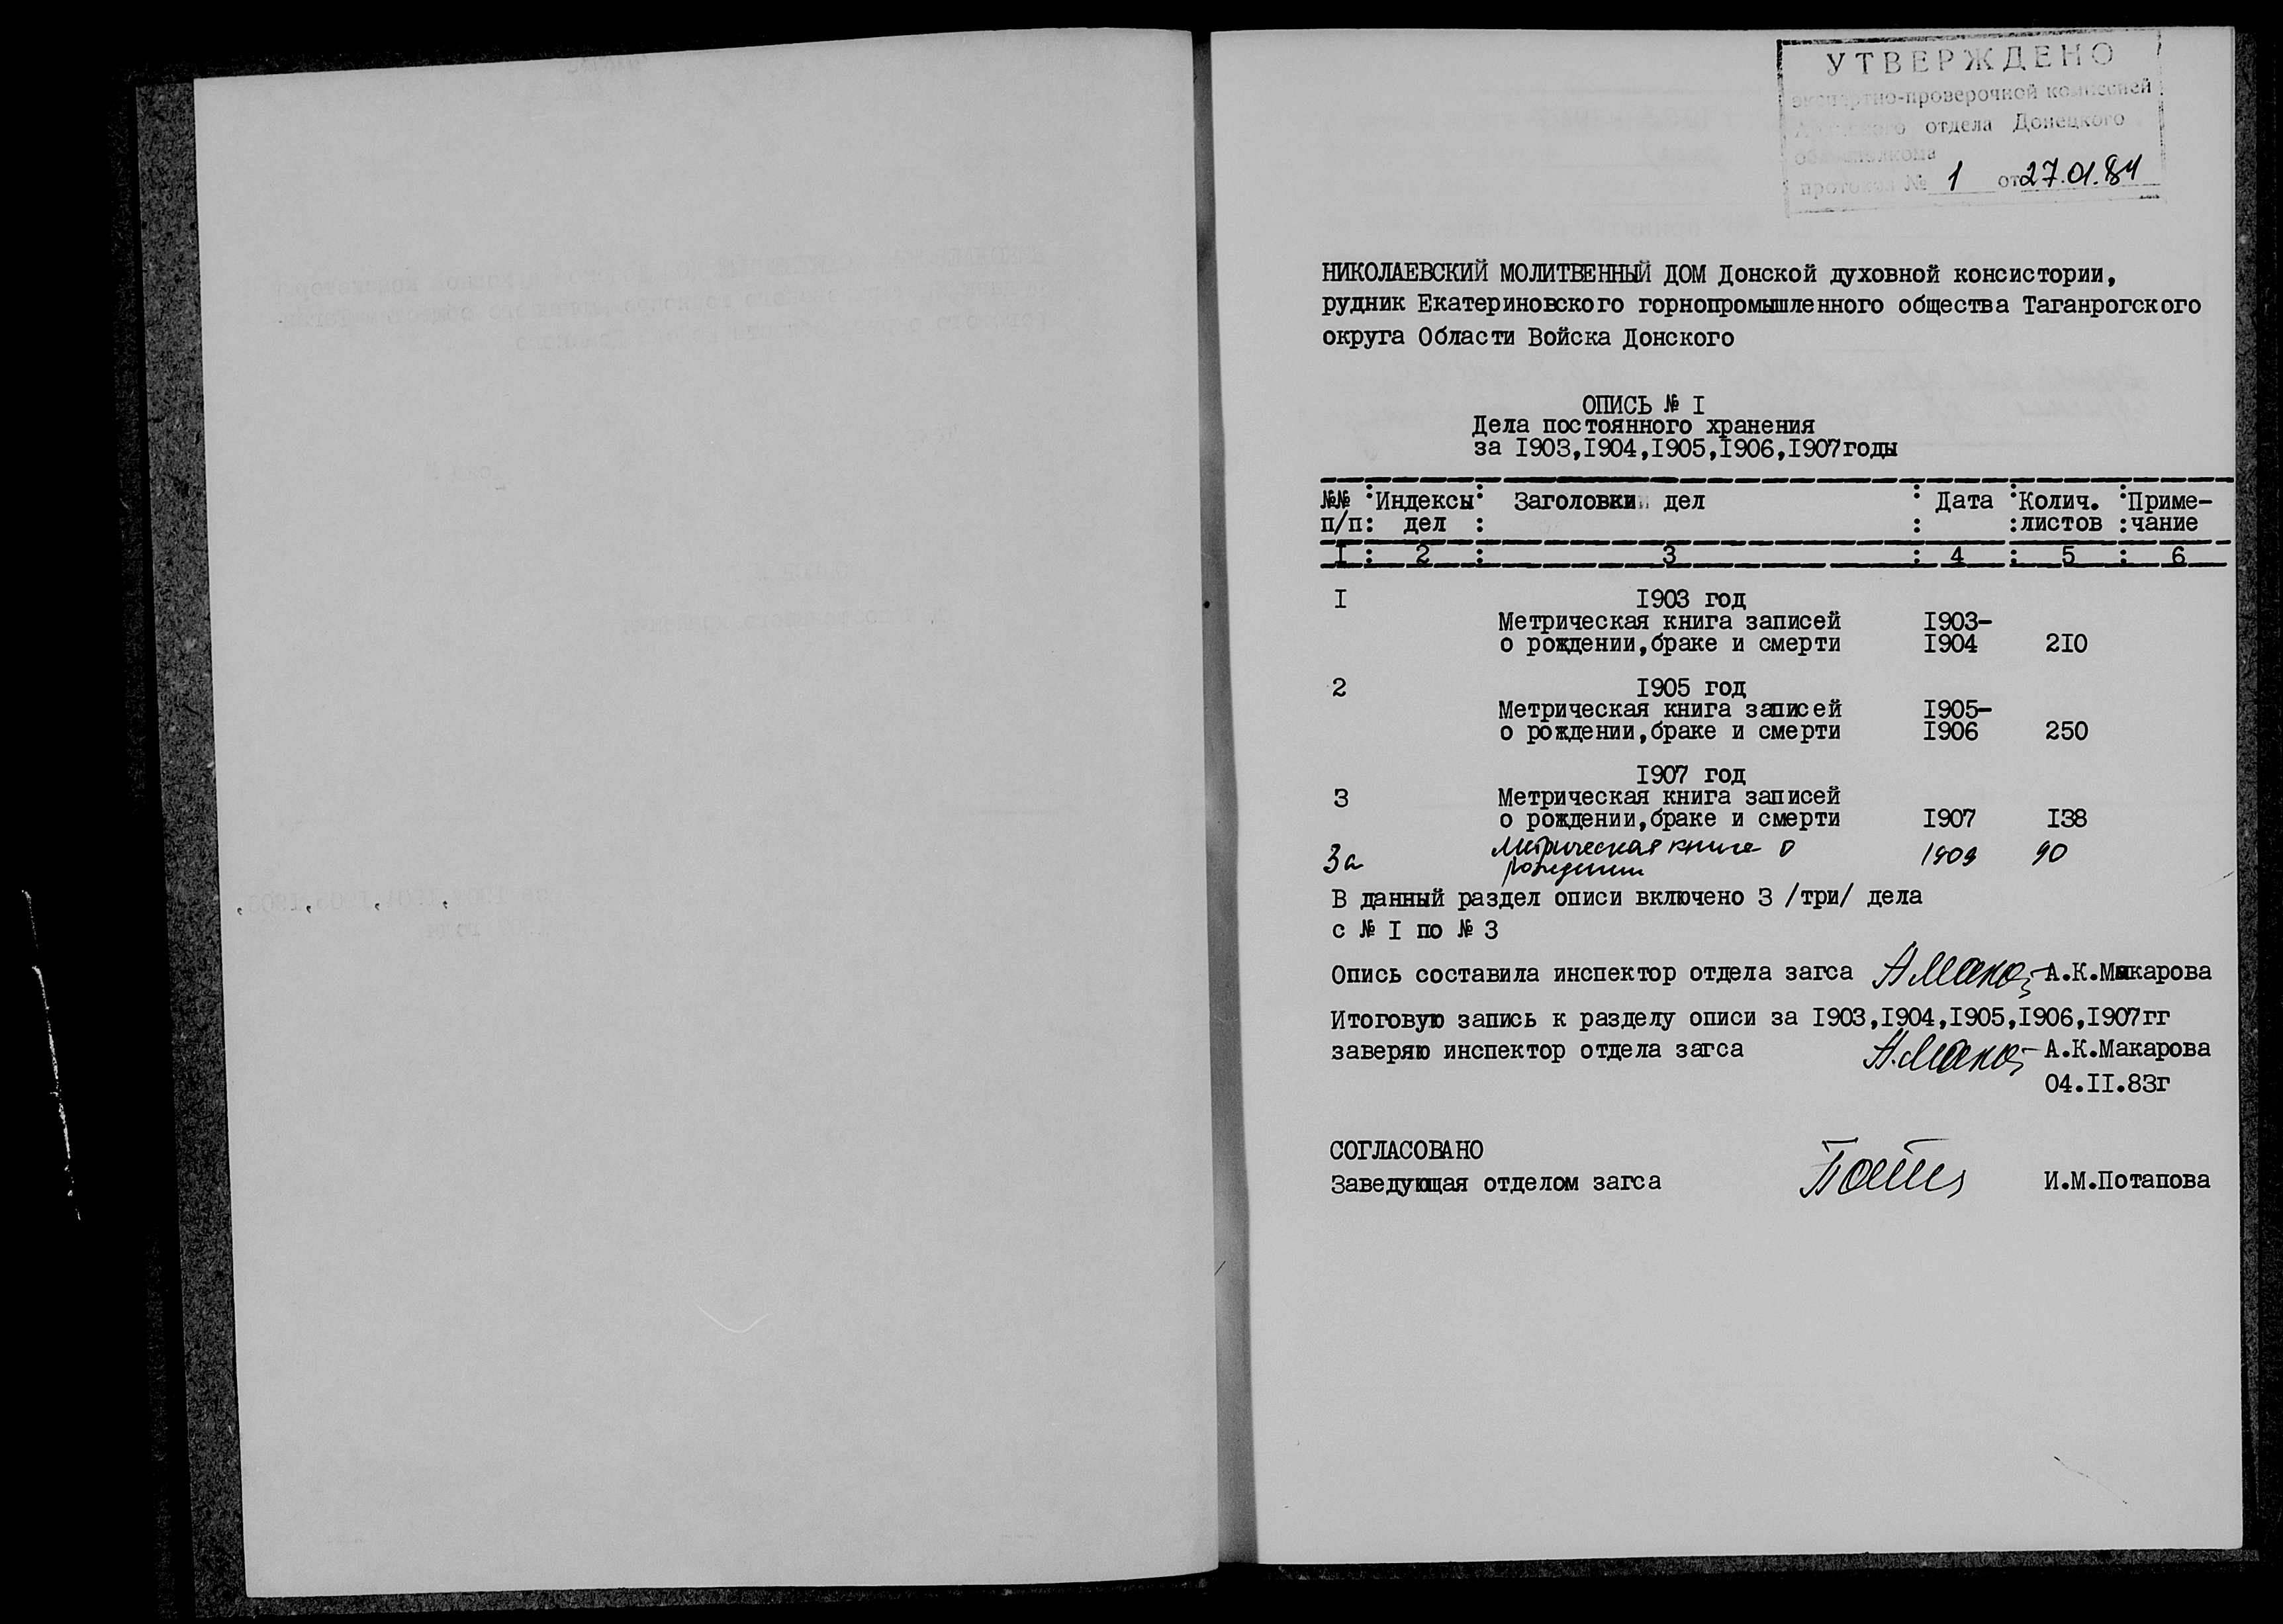 УТВЕРЖДЕНО
экспертно-проверочной комиссией
отдела Донецкого
облисполкома
протокол № 1 от 27.01.84
НИКОЛАЕВСКИЙ МОЛИТВЕННЫЙ ДОМ Донской духовной консистории,
рудник Екатериновского горнопромышленного общества Таганрогского
округа Области Войска Донского
ОПИСЬ № I
Дела постоянного хранения
за I903,I904,I905,I906,I907годы
№№ :Индексы: Заголовки дел : Дата :Колич. :Приме-
п/п: дел : : :листов :чание
I : 2 : 3 : 4 : 5 : 6
I I903 год
Метрическая книга записей I903-
о рождении,браке и смерти I904 2I0
2 I905 год
Метрическая книга записей I905-
о рождении,браке и смерти I906 250
I907 год
3 Метрическая книга записей
о рождении,браке и смерти I907 I38
3а Метрическая книга о 1909 90
рождении
В данный раздел описи включено 3 /три/ дела
с № I по № 3
Опись составила инспектор отдела загса А.К.Макарова
Итоговую запись к разделу описи за I903,I904,I905,I906,I907гг
заверяю инспектор отдела загса А.К.Макарова
04.II.83г
СОГЛАСОВАНО
Заведующая отделом загса И.М.Потапова